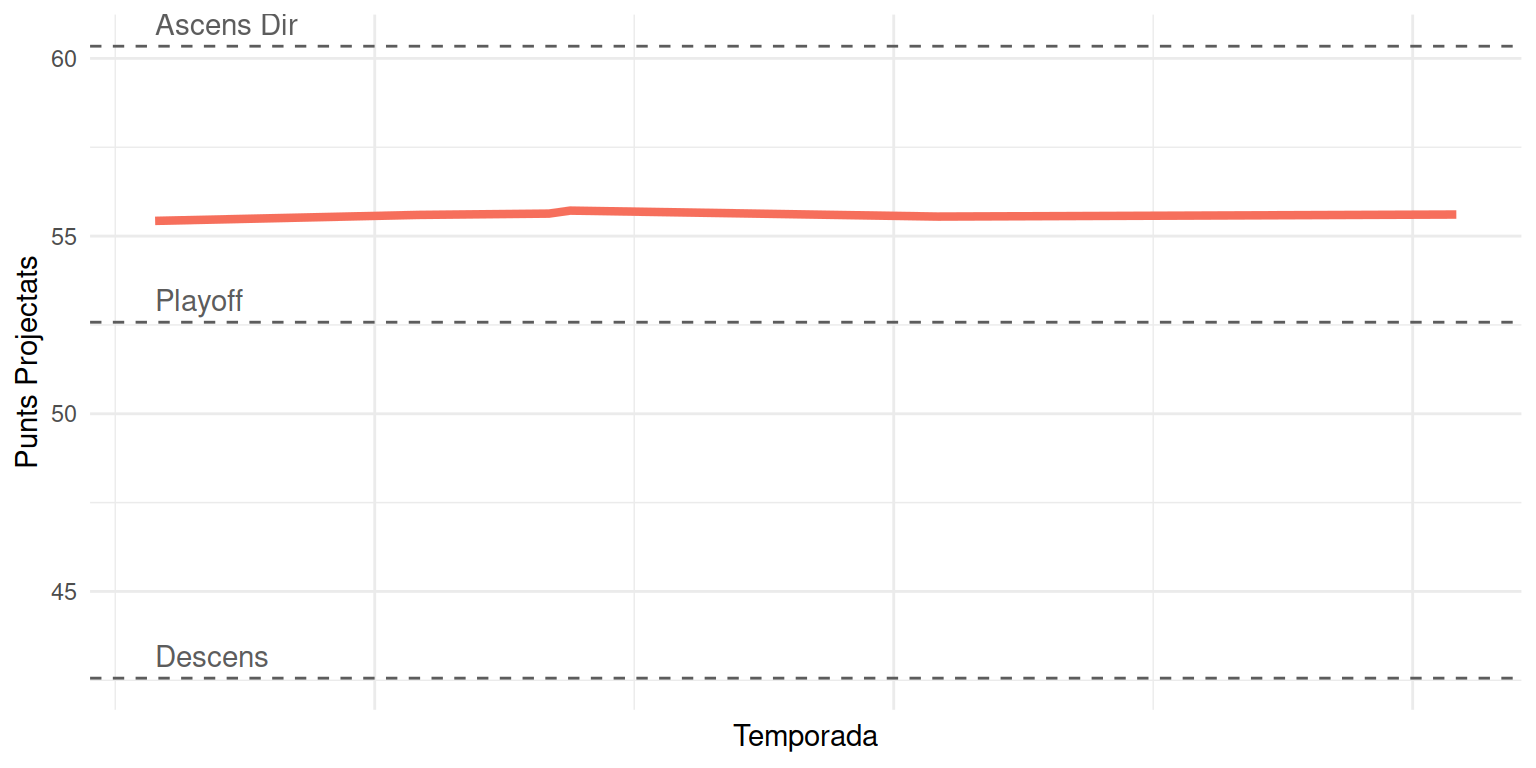 Ascens Dir
60
55
Playoff
50
45
Descens
Punts Projectats
Temporada